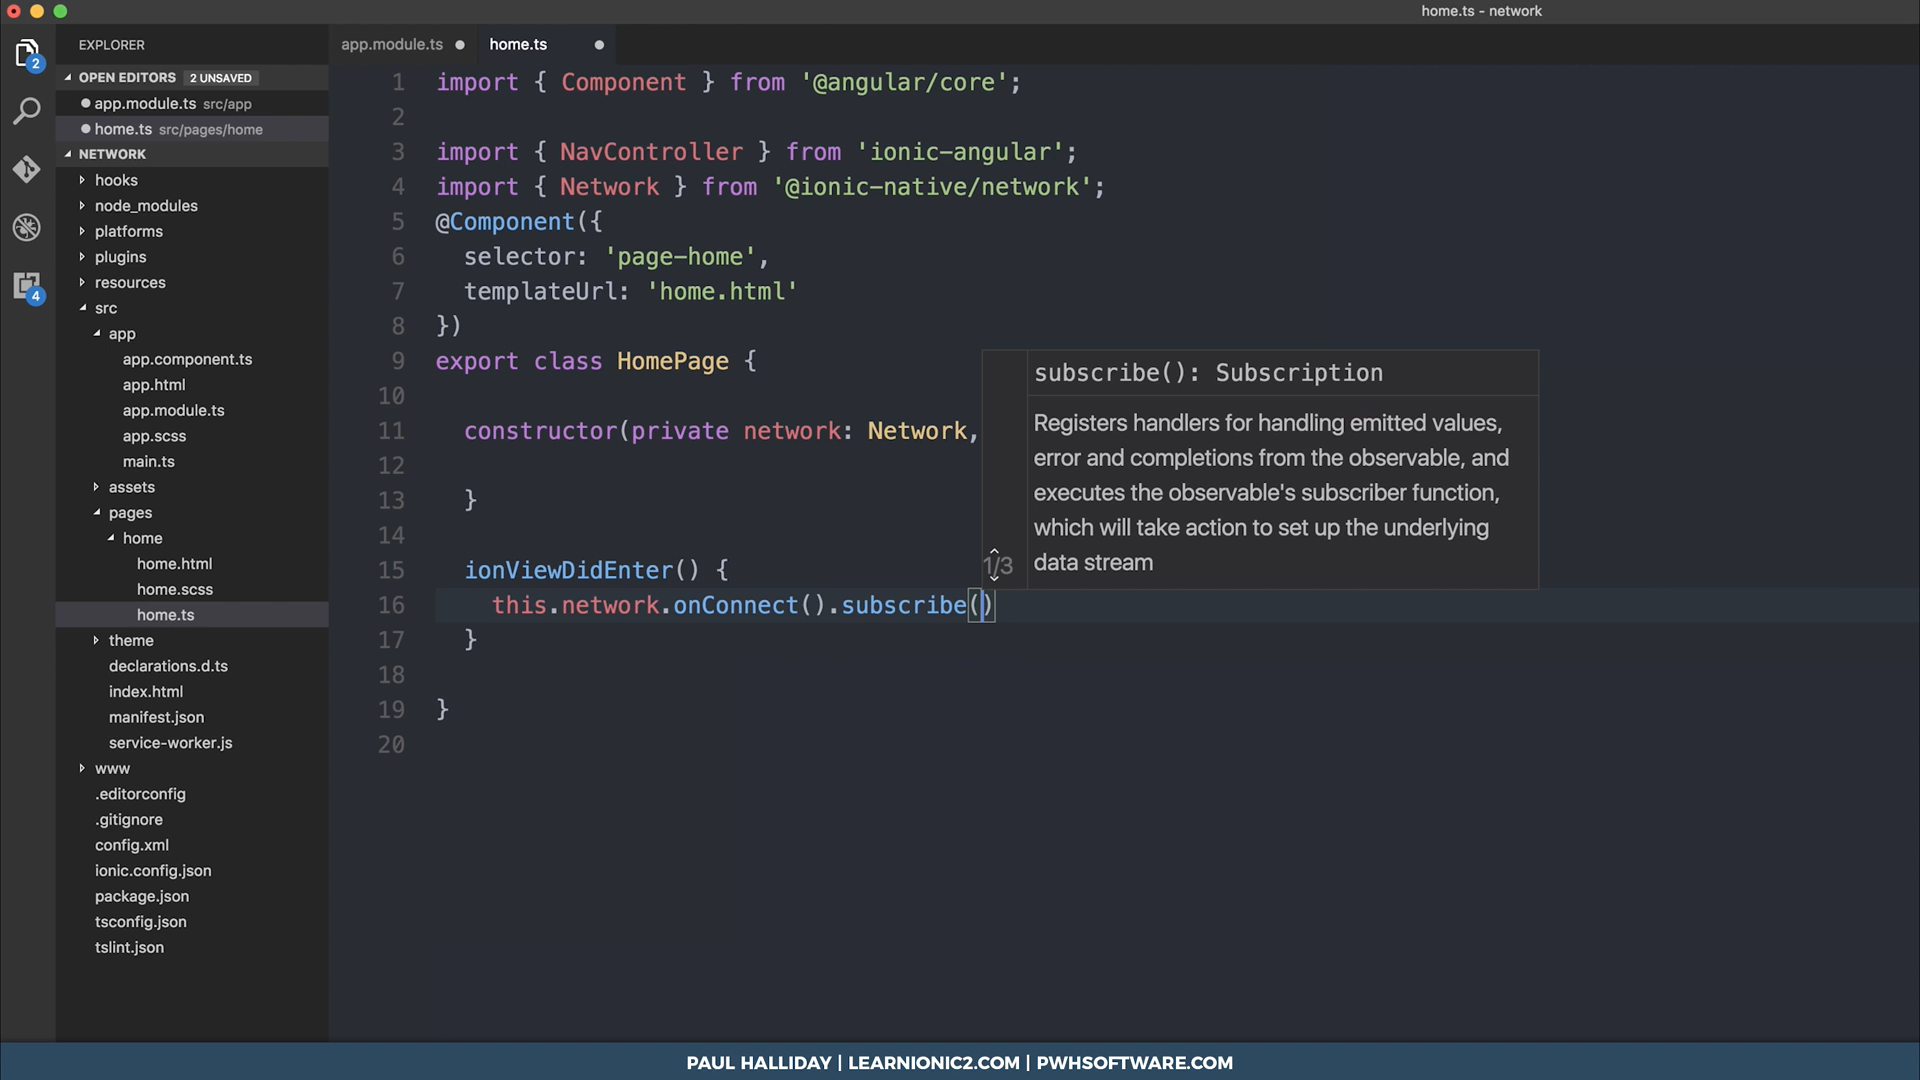 home.ts - network
EXPLORER
OPEN EDITORS 2 UNSAVED
app.module.ts src/app
home.ts src/pages/home
NETWORK
hooks
node_modules
platforms
plugins
resources
src
app
app.component.ts
app.html
app.module.ts
app.scss
main.ts
assets
pages
home
home.html
home.scss
home.ts
theme
declarations.d.ts
index.html
manifest.json
service-worker.js
www
.editorconfig
.gitignore
config.xml
ionic.config.json
package.json
tsconfig.json
tslint.json
2
4
app.module.ts
home.ts
1 import { Component } from '@angular/core';
2
3 import { NavController } from 'ionic-angular';
4 import { Network } from '@ionic-native/network';
5 @Component({
6 selector: 'page-home',
7 templateUrl: 'home.html'
8 })
9 export class HomePage {
10
11 constructor(private network: Network,
12
13 }
14
15 ionViewDidEnter() {
16 this.network.onConnect().subscribe()
17 }
18
19 }
20
subscribe(): Subscription
Registers handlers for handling emitted values,
error and completions from the observable, and
executes the observable's subscriber function,
which will take action to set up the underlying
data stream
1/3
PAUL HALLIDAY | LEARNIONIC2.COM | PWHSOFTWARE.COM